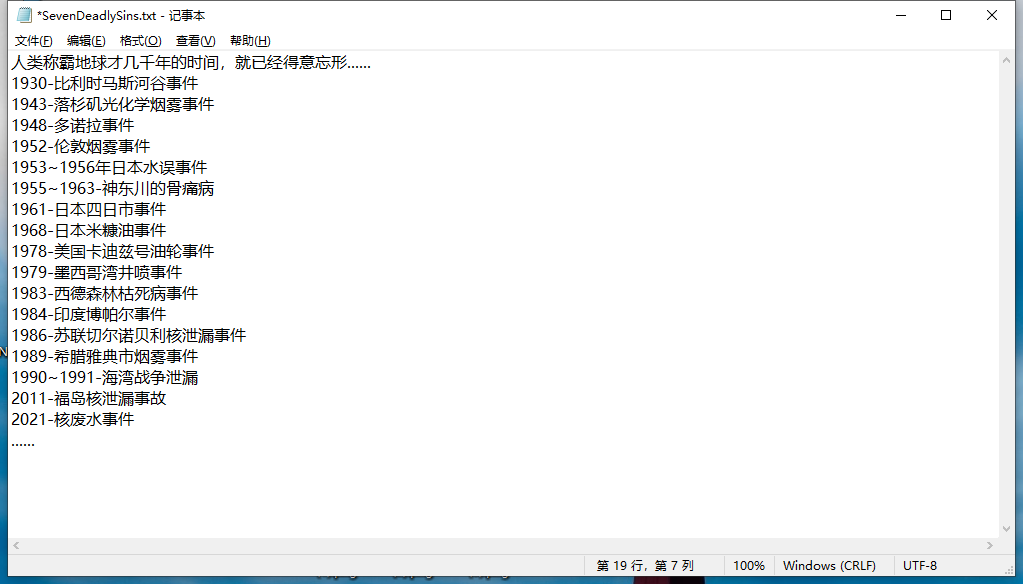 *SevenDeadlySins.txt - 记事本
文件(F) 编辑(E) 格式(O) 查看(V) 帮助(H)
人类称霸地球才几千年的时间，就已经得意忘形......
1930-比利时马斯河谷事件
1943-落杉矶光化学烟雾事件
1948-多诺拉事件
1952-伦敦烟雾事件
1953~1956年日本水误事件
1955~1963-神东川的骨痛病
1961-日本四日市事件
1968-日本米糠油事件
1978-美国卡迪兹号油轮事件
1979-墨西哥湾井喷事件
1983-西德森林枯死病事件
1984-印度博帕尔事件
1986-苏联切尔诺贝利核泄漏事件
1989-希腊雅典市烟雾事件
1990~1991-海湾战争泄漏
2011-福岛核泄漏事故
2021-核废水事件
......
第 19 行，第 7 列 100% Windows (CRLF) UTF-8